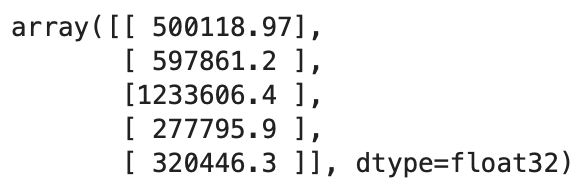 array([[ 500118.97],
       [ 597861.2 ],
       [1233606.4 ],
       [ 277795.9 ],
       [ 320446.3 ]], dtype=float32)